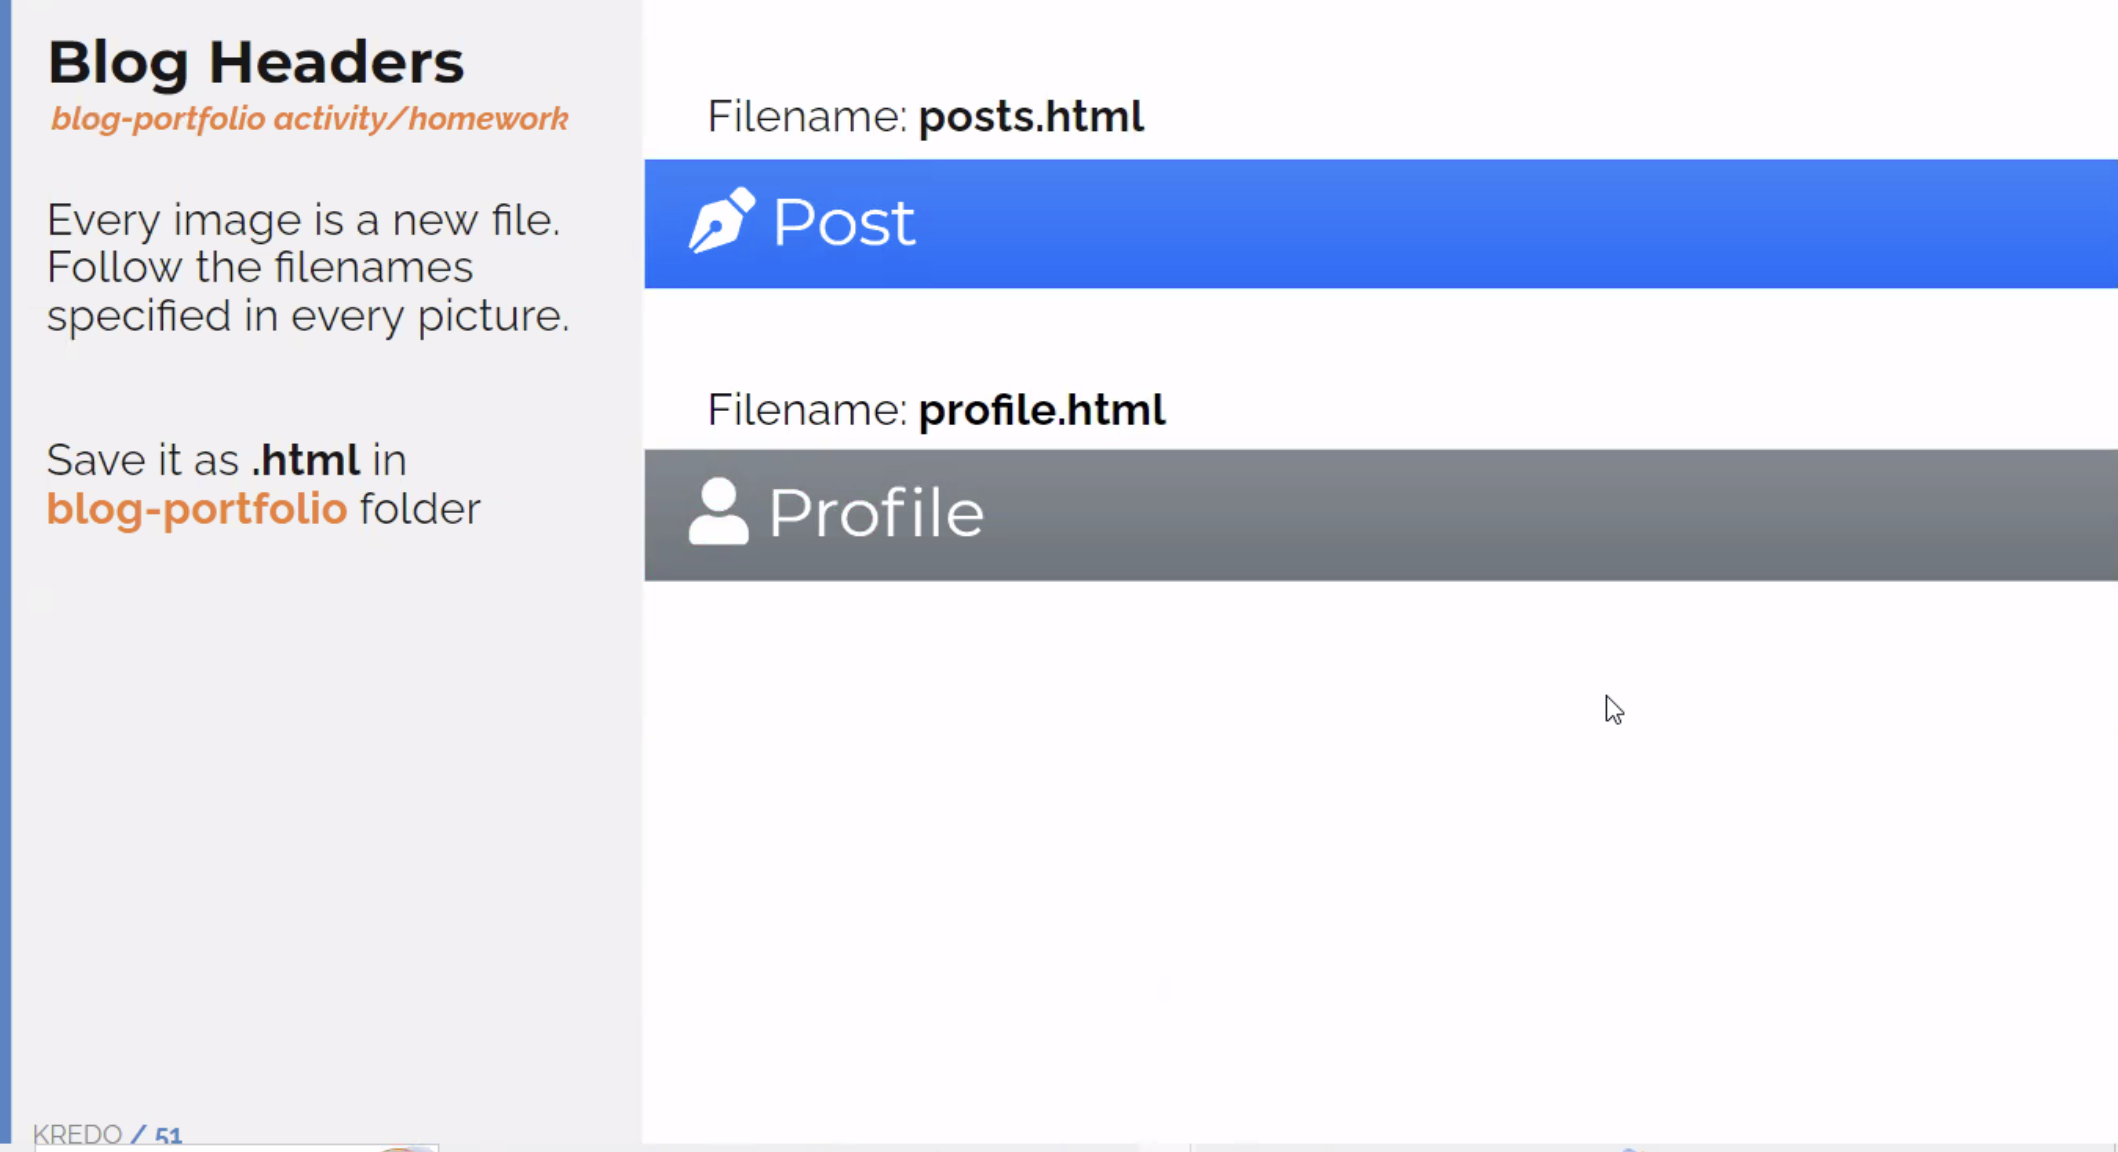 Blog Headers
blog-portfolio activity/homework
Every image is a new file.
Follow the filenames
specified in every picture.
Save it as .html in
blog-portfolio folder
KREDO / 51
Filename: posts.html
Post
Filename: profile.html
Profile